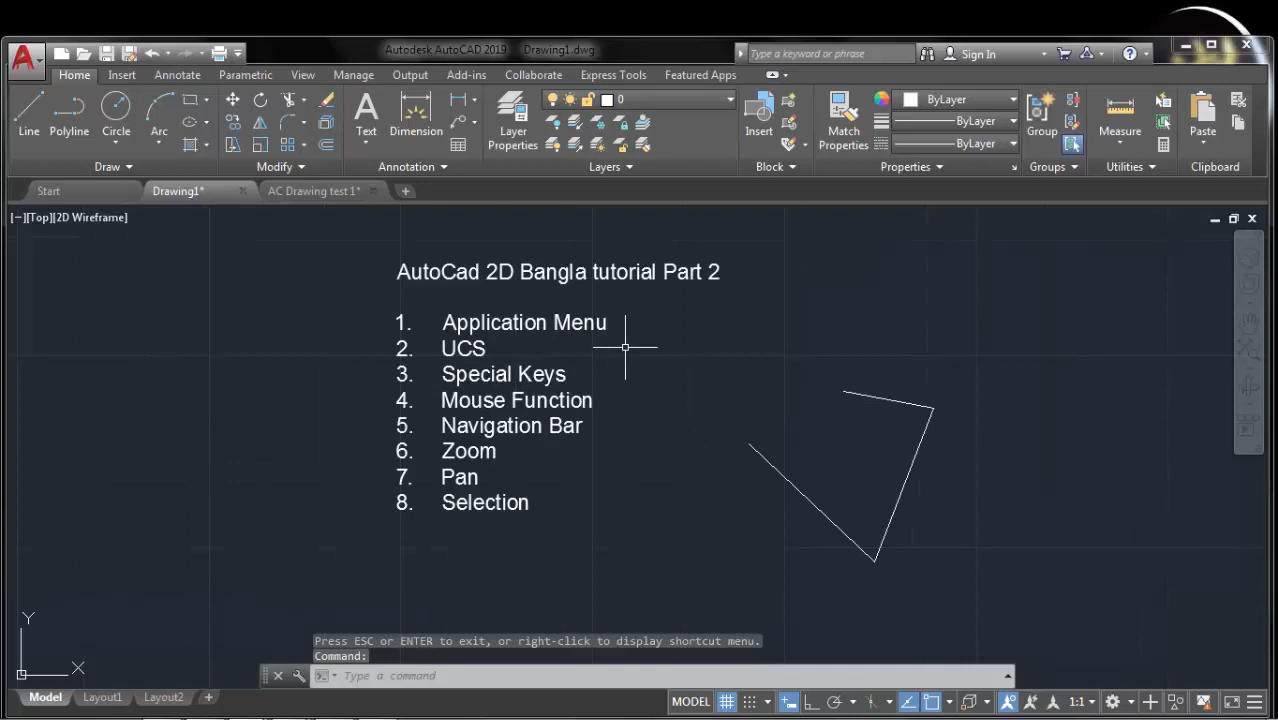 Autodesk AutoCAD 2019 Drawing1.dwg
Type a keyword or phrase
Sign In
Home Insert Annotate Parametric View Manage Output Add-ins Collaborate Express Tools Featured Apps
0
ByLayer
ByLayer
ByLayer
Line Polyline Circle Arc Text Dimension Layer Properties Insert Match Properties Group Measure Paste
Draw Modify Annotation Layers Block Properties Groups Utilities Clipboard
Start Drawing1* AC Drawing test 1*
[−][Top][2D Wireframe]
AutoCad 2D Bangla tutorial Part 2
1. Application Menu
2. UCS
3. Special Keys
4. Mouse Function
5. Navigation Bar
6. Zoom
7. Pan
8. Selection
Y
X
Press ESC or ENTER to exit, or right-click to display shortcut menu.
Command:
Type a command
Model Layout1 Layout2 MODEL 1:1